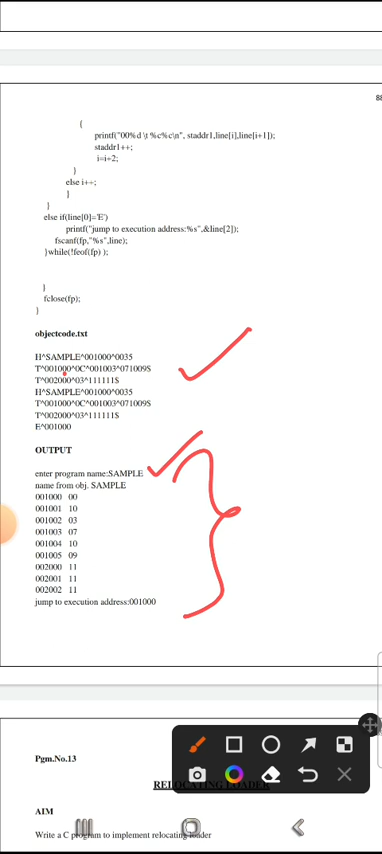 88
{
printf("00%d \t %c%c\n", staddr1,line[i],line[i+1]);
staddr1++;
i=i+2;
}
else i++;
}
}
else if(line[0]='E')
printf("jump to execution address:%s",&line[2]);
fscanf(fp,"%s",line);
}while(!feof(fp) );
}
fclose(fp);
}
objectcode.txt
H^SAMPLE^001000^0035
T^001000^0C^001003^071009$
T^002000^03^111111$
H^SAMPLE^001000^0035
T^001000^0C^001003^071009$
T^002000^03^111111$
E^001000
OUTPUT
enter program name:SAMPLE
name from obj. SAMPLE
001000 00
001001 10
001002 03
001003 07
001004 10
001005 09
002000 11
002001 11
002002 11
jump to execution address:001000
Pgm.No.13
RELOCATING LOADER
AIM
Write a C program to implement relocating loader